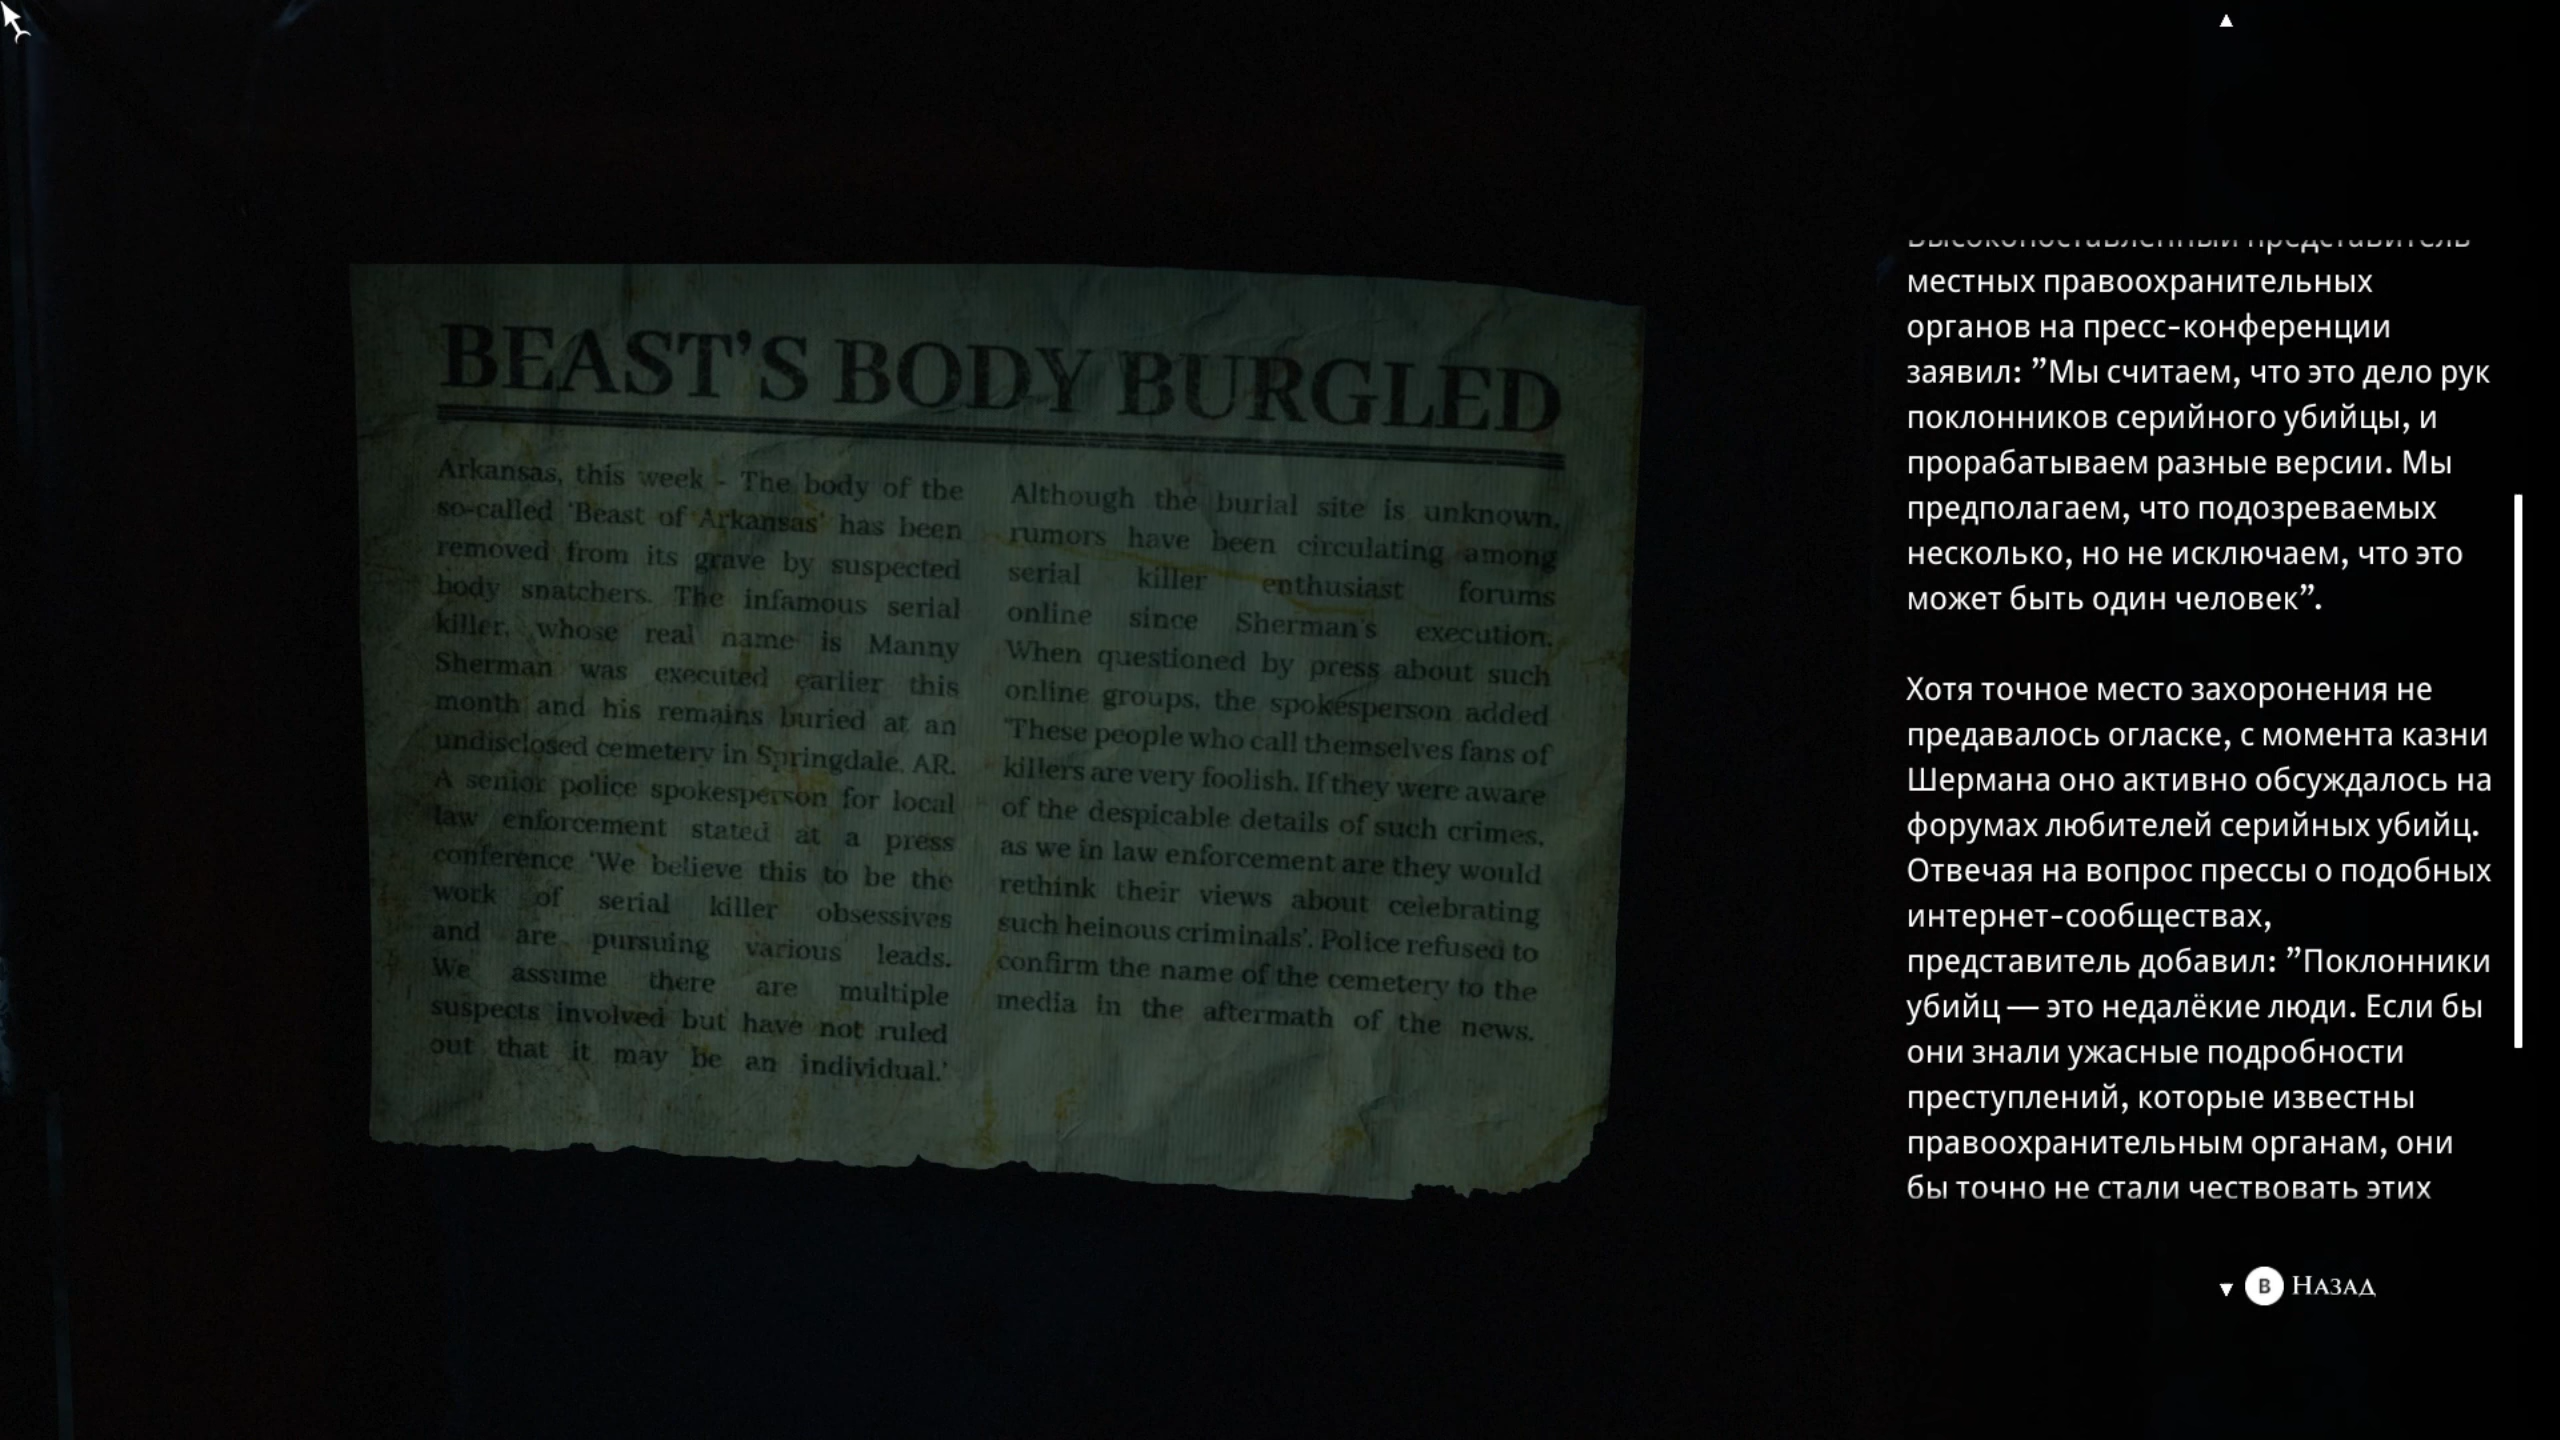 BEAST'S BODY BURGLED
Arkansas, this week - The body of the
so-called 'Beast of Arkansas' has been
removed from its grave by suspected
body snatchers. The infamous serial
killer, whose real name is Manny
Sherman was executed earlier this
month and his remains buried at an
undisclosed cemetery in Springdale, AR.
A senior police spokesperson for local
law enforcement stated at a press
conference 'We believe this to be the
work of serial killer obsessives
and are pursuing various leads.
We assume there are multiple
suspects involved but have not ruled
out that it may be an individual.'
Although the burial site is unknown,
rumors have been circulating among
serial killer enthusiast forums
online since Sherman's execution.
When questioned by press about such
online groups, the spokesperson added
'These people who call themselves fans of
killers are very foolish. If they were aware
of the despicable details of such crimes,
as we in law enforcement are they would
rethink their views about celebrating
such heinous criminals'. Police refused to
confirm the name of the cemetery to the
media in the aftermath of the news.
Высокопоставленный представитель
местных правоохранительных
органов на пресс-конференции
заявил: ”Мы считаем, что это дело рук
поклонников серийного убийцы, и
прорабатываем разные версии. Мы
предполагаем, что подозреваемых
несколько, но не исключаем, что это
может быть один человек”.
Хотя точное место захоронения не
предавалось огласке, с момента казни
Шермана оно активно обсуждалось на
форумах любителей серийных убийц.
Отвечая на вопрос прессы о подобных
интернет-сообществах,
представитель добавил: ”Поклонники
убийц — это недалёкие люди. Если бы
они знали ужасные подробности
преступлений, которые известны
правоохранительным органам, они
бы точно не стали чествовать этих
B НАЗАД